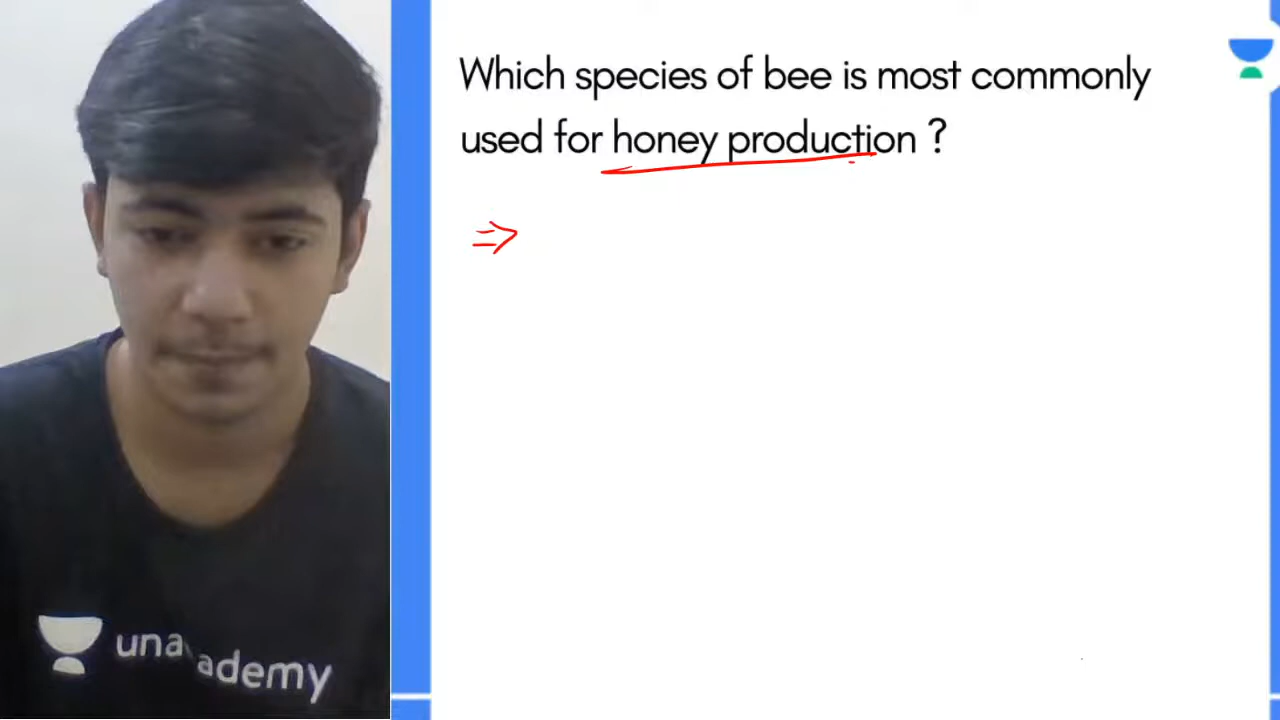 Which species of bee is most commonly
used for honey production ?
unacademy